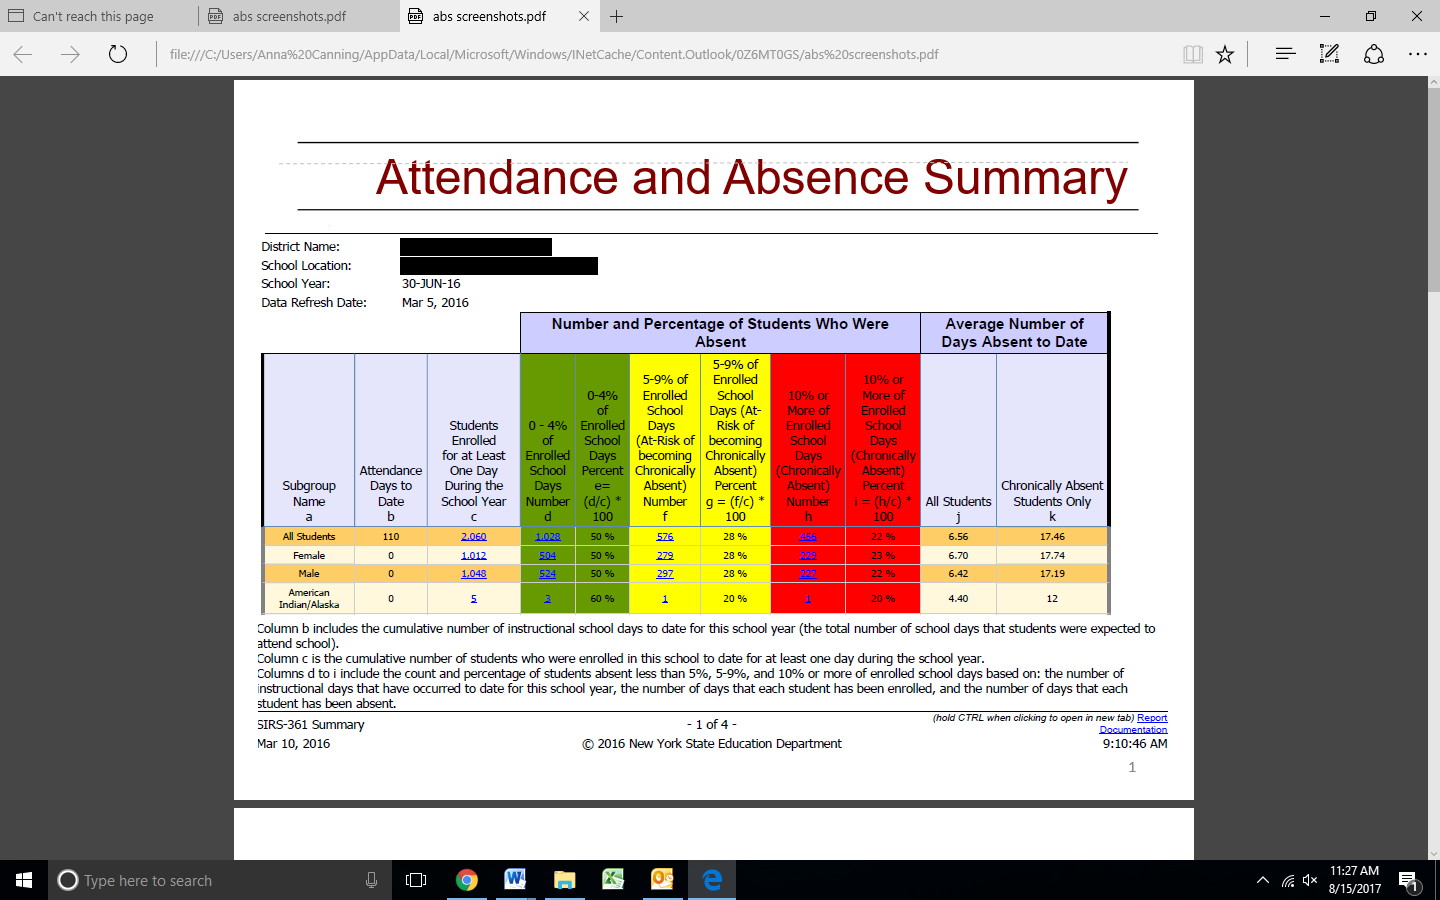 Can't reach this page
abs screenshots.pdf
abs screenshots.pdf
file:///C:/Users/Anna%20Canning/AppData/Local/Microsoft/Windows/INetCache/Content.Outlook/0Z6MT0GS/abs%20screenshots.pdf
Attendance and Absence Summary
District Name:
School Location:
School Year: 30-JUN-16
Data Refresh Date: Mar 5, 2016
Number and Percentage of Students Who Were
Absent
Average Number of
Days Absent to Date
Subgroup
Name
a
Attendance
Days to
Date
b
Students
Enrolled
for at Least
One Day
During the
School Year
c
0 - 4%
of
Enrolled
School
Days
Number
d
0-4%
of
Enrolled
School
Days
Percent
e=
(d/c) *
100
5-9% of
Enrolled
School
Days
(At-Risk of
becoming
Chronically
Absent)
Number
f
5-9% of
Enrolled
School
Days (At-
Risk of
becoming
Chronically
Absent)
Percent
g = (f/c) *
100
10% or
More of
Enrolled
School
Days
(Chronically
Absent)
Number
h
10% or
More of
Enrolled
School
Days
(Chronically
Absent)
Percent
i = (h/c) *
100
All Students
j
Chronically Absent
Students Only
k
All Students 110 2,060 1,028 50 % 576 28 % 456 22 % 6.56 17.46
Female 0 1,012 504 50 % 279 28 % 229 23 % 6.70 17.74
Male 0 1,048 524 50 % 297 28 % 227 22 % 6.42 17.19
American
Indian/Alaska 0 5 3 60 % 1 20 % 1 20 % 4.40 12
Column b includes the cumulative number of instructional school days to date for this school year (the total number of school days that students were expected to
attend school).
Column c is the cumulative number of students who were enrolled in this school to date for at least one day during the school year.
Columns d to i include the count and percentage of students absent less than 5%, 5-9%, and 10% or more of enrolled school days based on: the number of
instructional days that have occurred to date for this school year, the number of days that each student has been enrolled, and the number of days that each
student has been absent.
SIRS-361 Summary
- 1 of 4 -
(hold CTRL when clicking to open in new tab) Report
Documentation
Mar 10, 2016
© 2016 New York State Education Department
9:10:46 AM
1
Type here to search
11:27 AM
8/15/2017
1